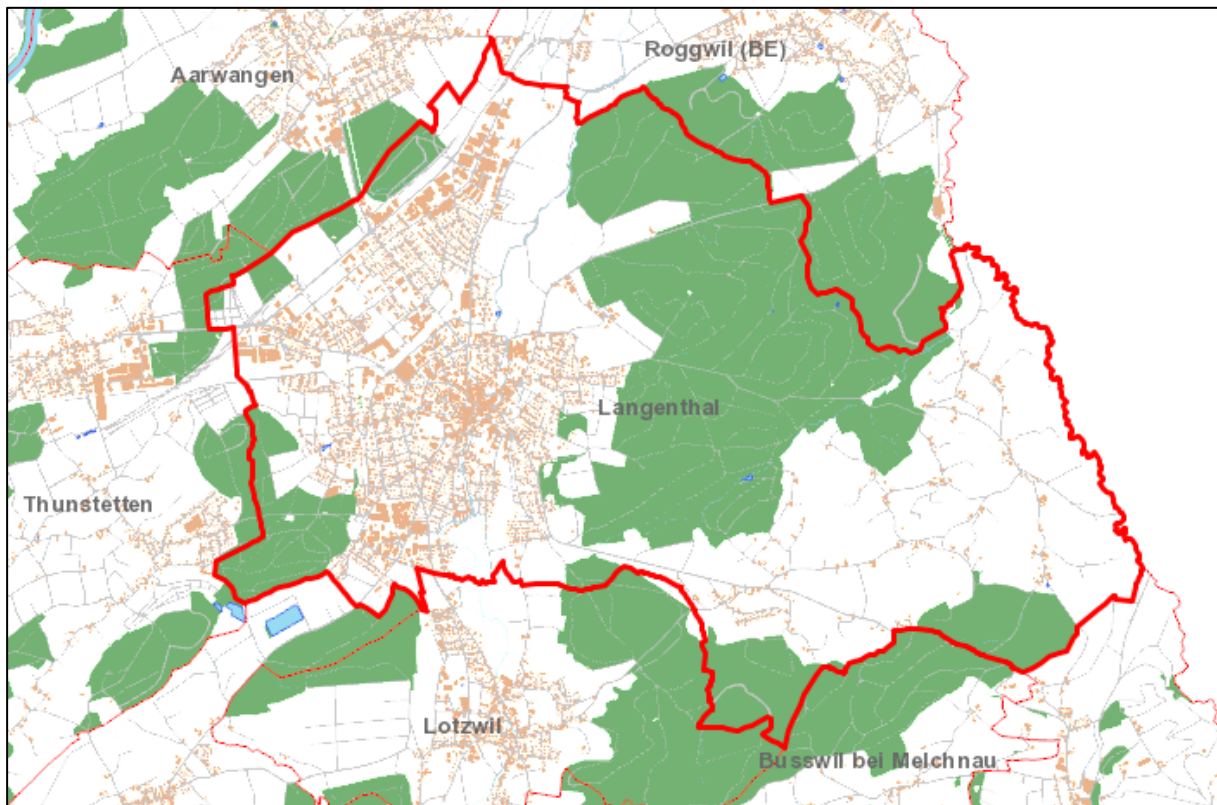 Roggwil (BE)
Aarwangen
Langenthal
Thunstetten
Lotzwil
Busswil bei Melchnau